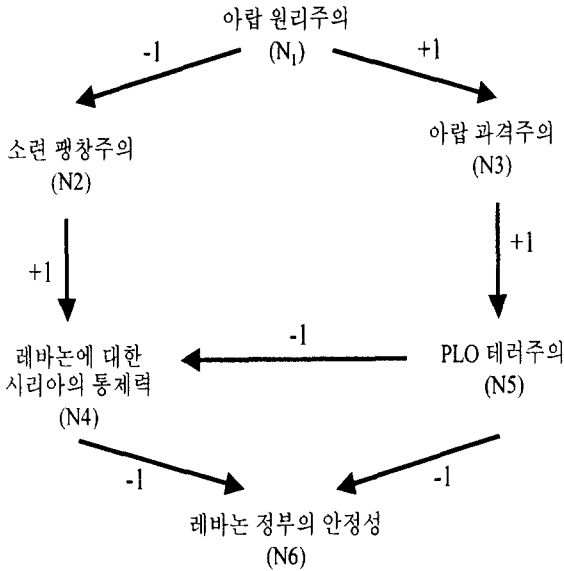 아랍 원리주의
(N₁)
-1
+1
소련 팽창주의
(N2)
아랍 과격주의
(N3)
+1
+1
레바논에 대한
시리아의 통제력
(N4)
-1
PLO 테러주의
(N5)
-1
-1
레바논 정부의 안정성
(N6)